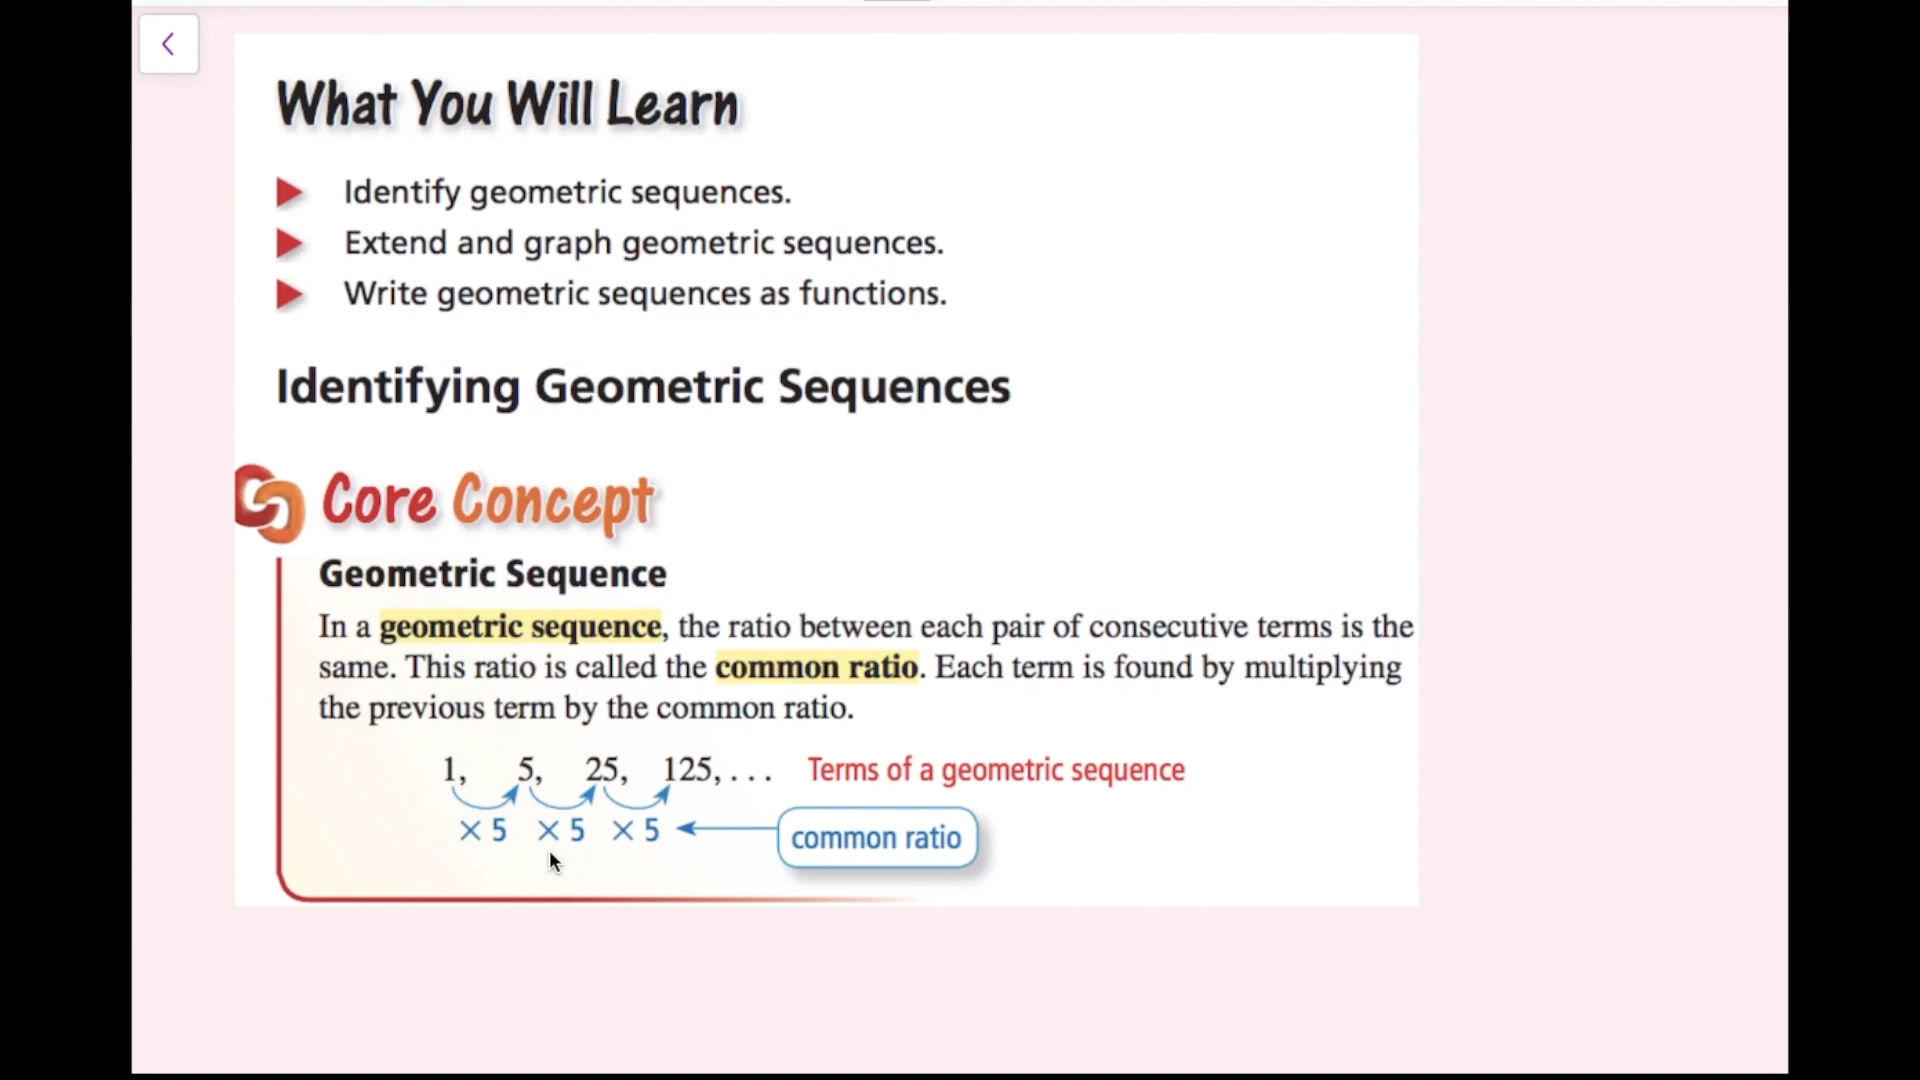 What You Will Learn
Identify geometric sequences.
Extend and graph geometric sequences.
Write geometric sequences as functions.
Identifying Geometric Sequences
Core Concept
Geometric Sequence
In a geometric sequence, the ratio between each pair of consecutive terms is the
same. This ratio is called the common ratio. Each term is found by multiplying
the previous term by the common ratio.
1, 5, 25, 125, . . . Terms of a geometric sequence
× 5 × 5 × 5 common ratio